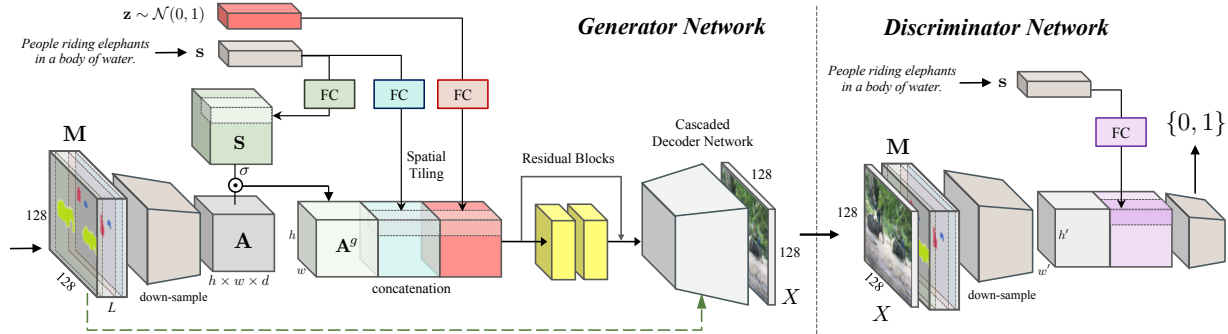 z ∼ 𝒩(0, 1)
Generator Network
Discriminator Network
People riding elephants
in a body of water.
s
FC
FC
FC
S
σ
Spatial
Tiling
M
128
128
L
down-sample
A
h × w × d
h
w
A^g
concatenation
Residual Blocks
Cascaded
Decoder Network
128
128
X
People riding elephants
in a body of water.
s
FC
{0, 1}
M
128
128
X
down-sample
h′
w′